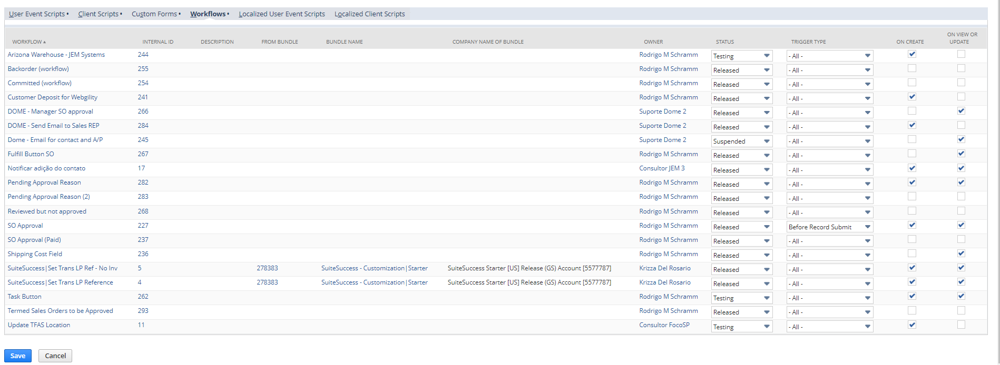 User Event Scripts • Client Scripts • Custom Forms • Workflows • Localized User Event Scripts Localized Client Scripts
WORKFLOW ▲ INTERNAL ID DESCRIPTION FROM BUNDLE BUNDLE NAME COMPANY NAME OF BUNDLE OWNER STATUS TRIGGER TYPE ON CREATE ON VIEW OR UPDATE
Arizona Warehouse - JEM Systems 244 Rodrigo M Schramm Testing - All -
Backorder (workflow) 255 Rodrigo M Schramm Released - All -
Committed (workflow) 254 Rodrigo M Schramm Released - All -
Customer Deposit for Webgility 241 Rodrigo M Schramm Released - All -
DOME - Manager SO approval 266 Suporte Dome 2 Released - All -
DOME - Send Email to Sales REP 284 Suporte Dome 2 Released - All -
Dome - Email for contact and A/P 245 Suporte Dome 2 Suspended - All -
Fulfill Button SO 267 Rodrigo M Schramm Released - All -
Notificar adição do contato 17 Consultor JEM 3 Released - All -
Pending Approval Reason 282 Rodrigo M Schramm Released - All -
Pending Approval Reason (2) 283 Rodrigo M Schramm Released - All -
Reviewed but not approved 268 Rodrigo M Schramm Released - All -
SO Approval 227 Rodrigo M Schramm Released Before Record Submit
SO Approval (Paid) 237 Rodrigo M Schramm Released - All -
Shipping Cost Field 236 Rodrigo M Schramm Released - All -
SuiteSuccess|Set Trans LP Ref - No Inv 5 278383 SuiteSuccess - Customization|Starter SuiteSuccess Starter [US] Release (GS) Account [5577787] Krizza Del Rosario Released - All -
SuiteSuccess|Set Trans LP Reference 4 278383 SuiteSuccess - Customization|Starter SuiteSuccess Starter [US] Release (GS) Account [5577787] Krizza Del Rosario Released - All -
Task Button 262 Rodrigo M Schramm Testing - All -
Termed Sales Orders to be Approved 293 Rodrigo M Schramm Released - All -
Update TFAS Location 11 Consultor FocoSP Testing - All -
Save Cancel